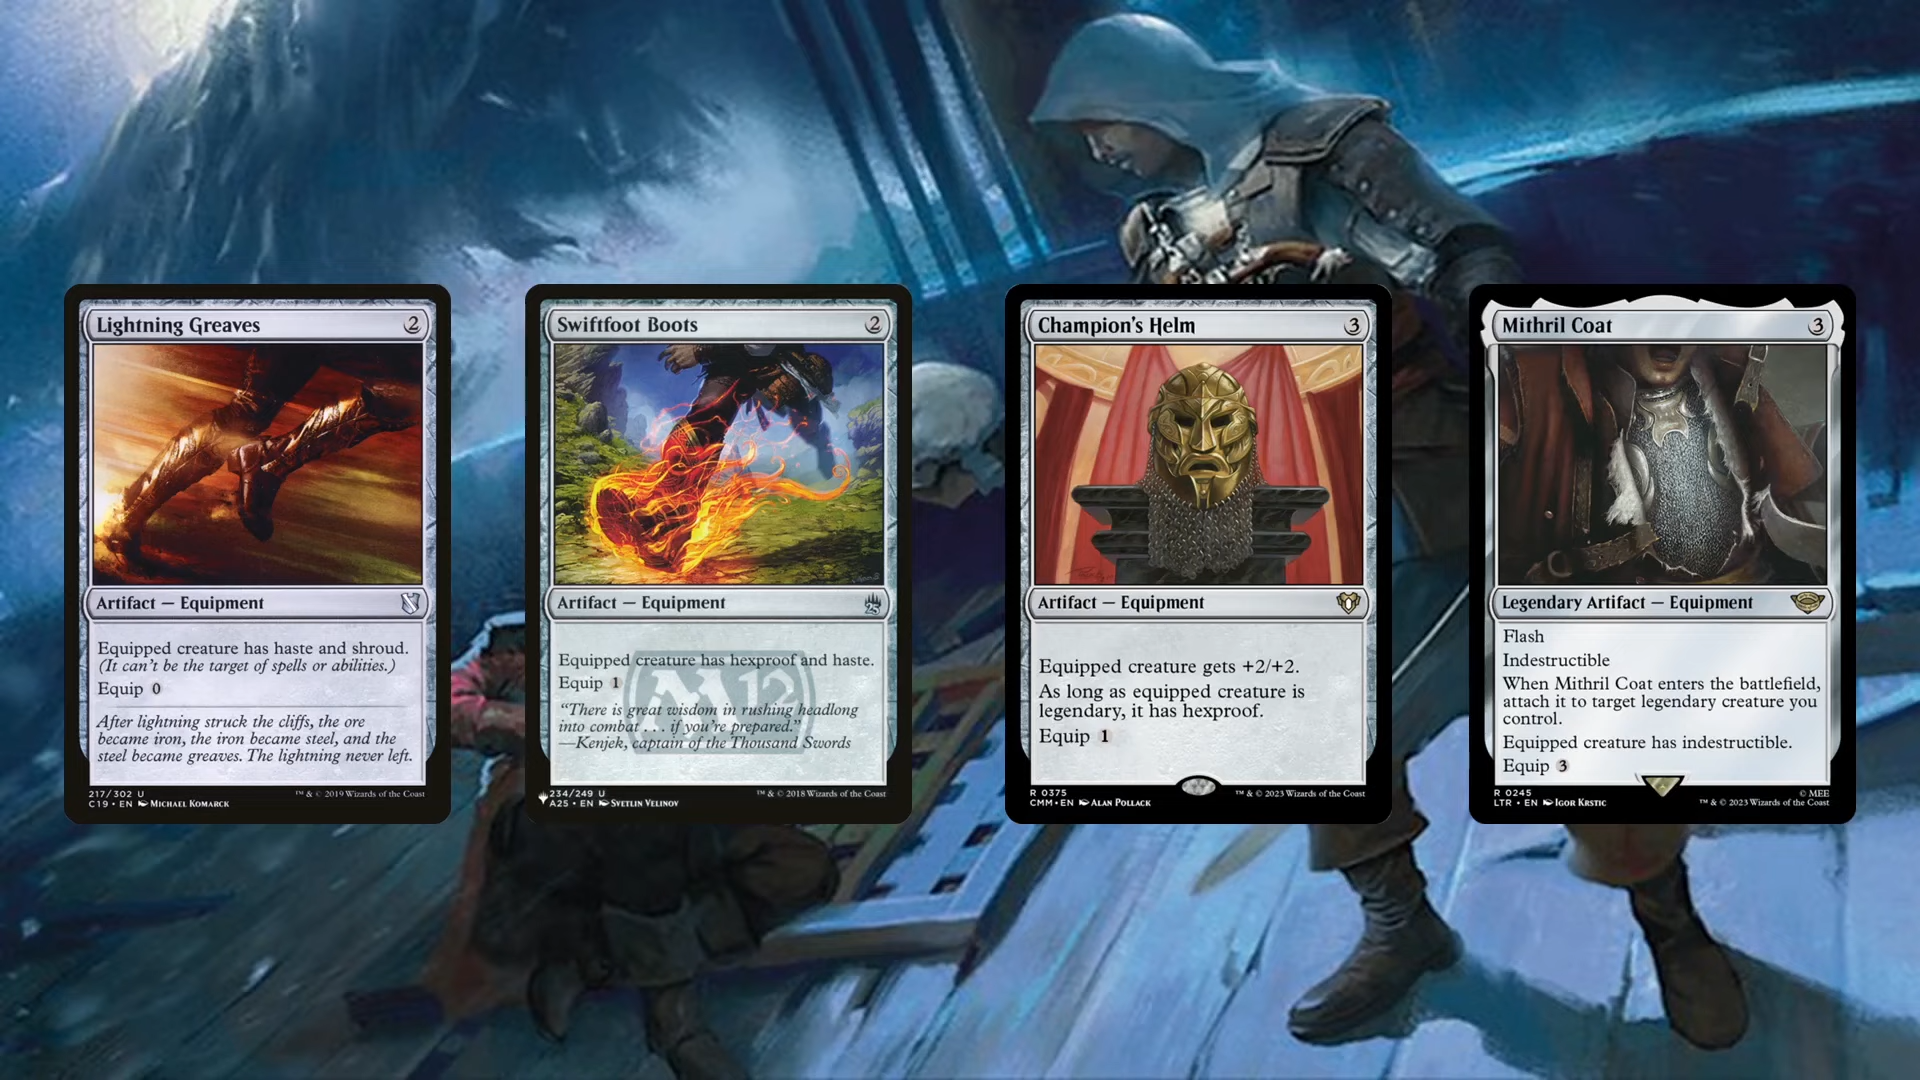 Lightning Greaves 2
Artifact — Equipment
Equipped creature has haste and shroud.
(It can't be the target of spells or abilities.)
Equip 0
After lightning struck the cliffs, the ore
became iron, the iron became steel, and the
steel became greaves. The lightning never left.
217/302 U
C19 • EN Michael Komarck
™ & © 2019 Wizards of the Coast
Swiftfoot Boots 2
Artifact — Equipment
25
Equipped creature has hexproof and haste.
Equip 1
M12
“There is great wisdom in rushing headlong
into combat . . . if you're prepared.”
—Kenjek, captain of the Thousand Swords
234/249 U
A25 • EN Svetlin Velinov
™ & © 2018 Wizards of the Coast
Champion's Helm 3
Artifact — Equipment
Equipped creature gets +2/+2.
As long as equipped creature is
legendary, it has hexproof.
Equip 1
R 0375
CMM • EN Alan Pollack
™ & © 2023 Wizards of the Coast
Mithril Coat 3
Legendary Artifact — Equipment
Flash
Indestructible
When Mithril Coat enters the battlefield,
attach it to target legendary creature you
control.
Equipped creature has indestructible.
Equip 3
R 0245
LTR • EN Igor Krstic
© MEE
™ & © 2023 Wizards of the Coast